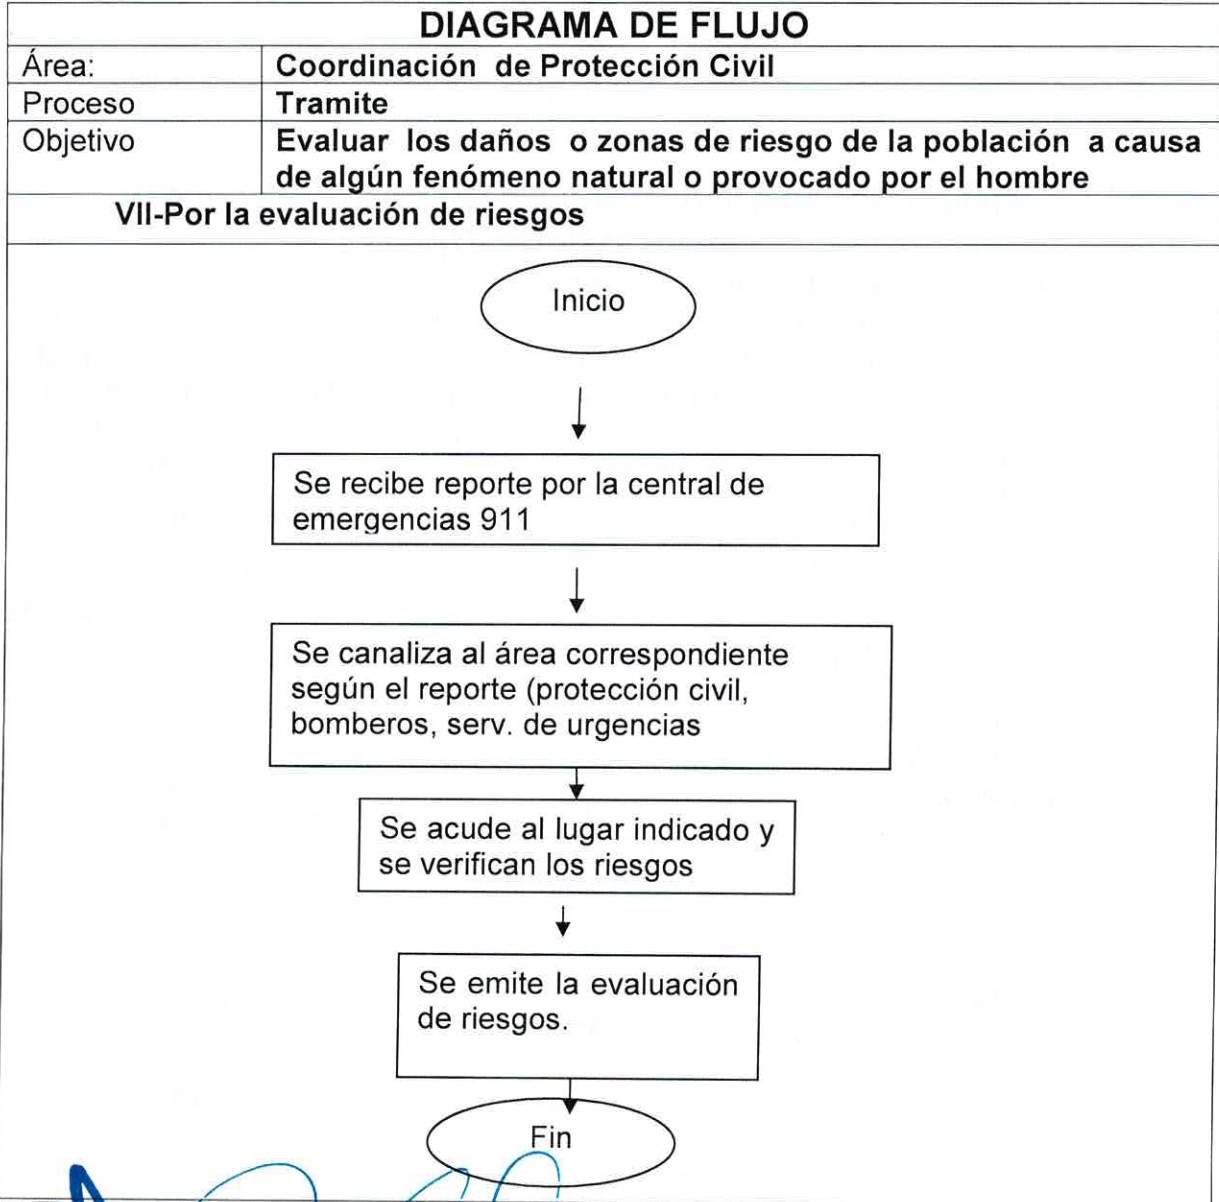 DIAGRAMA DE FLUJO
Área: Coordinación de Protección Civil
Proceso Tramite
Objetivo Evaluar los daños o zonas de riesgo de la población a causa
de algún fenómeno natural o provocado por el hombre
VII-Por la evaluación de riesgos
Inicio
Se recibe reporte por la central de
emergencias 911
Se canaliza al área correspondiente
según el reporte (protección civil,
bomberos, serv. de urgencias
Se acude al lugar indicado y
se verifican los riesgos
Se emite la evaluación
de riesgos.
Fin